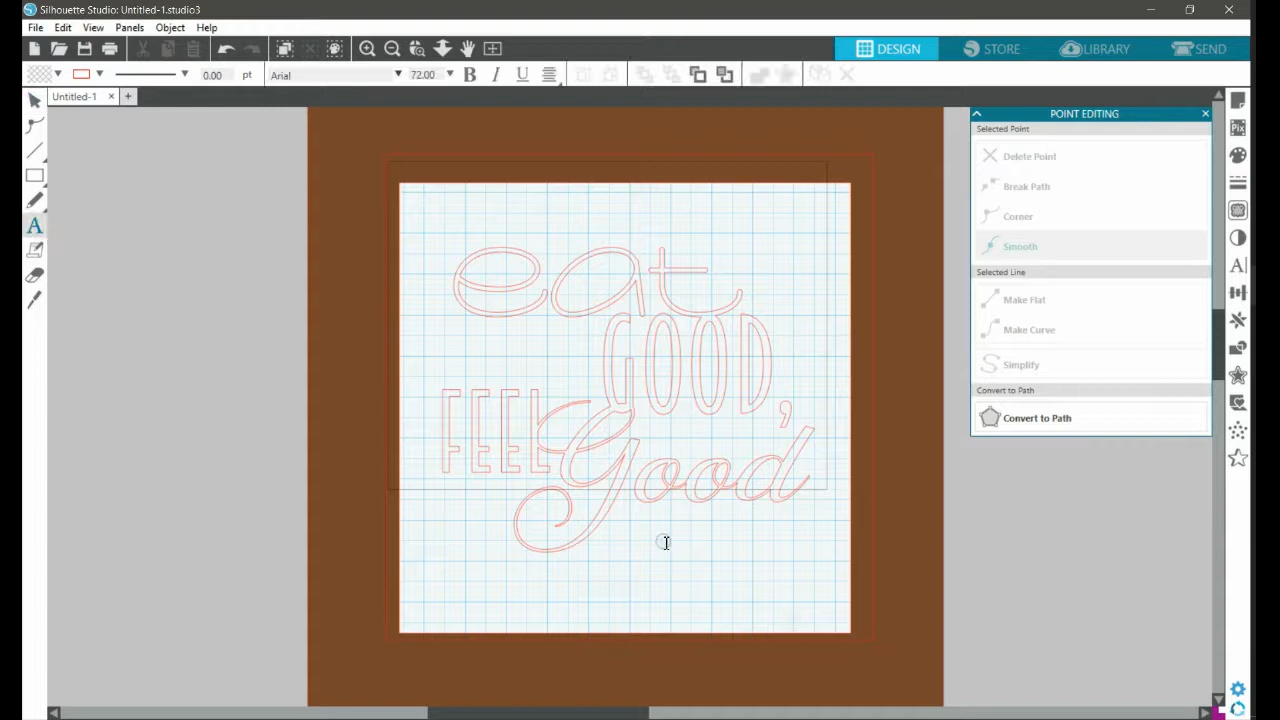 Silhouette Studio: Untitled-1.studio3
File Edit View Panels Object Help
DESIGN STORE LIBRARY SEND
0.00 pt Arial 72.00 B I U
Untitled-1 × +
POINT EDITING
Selected Point
Delete Point
Break Path
Corner
Smooth
Selected Line
Make Flat
Make Curve
Simplify
Convert to Path
Convert to Path
eat
GOOD,
FEEL Good